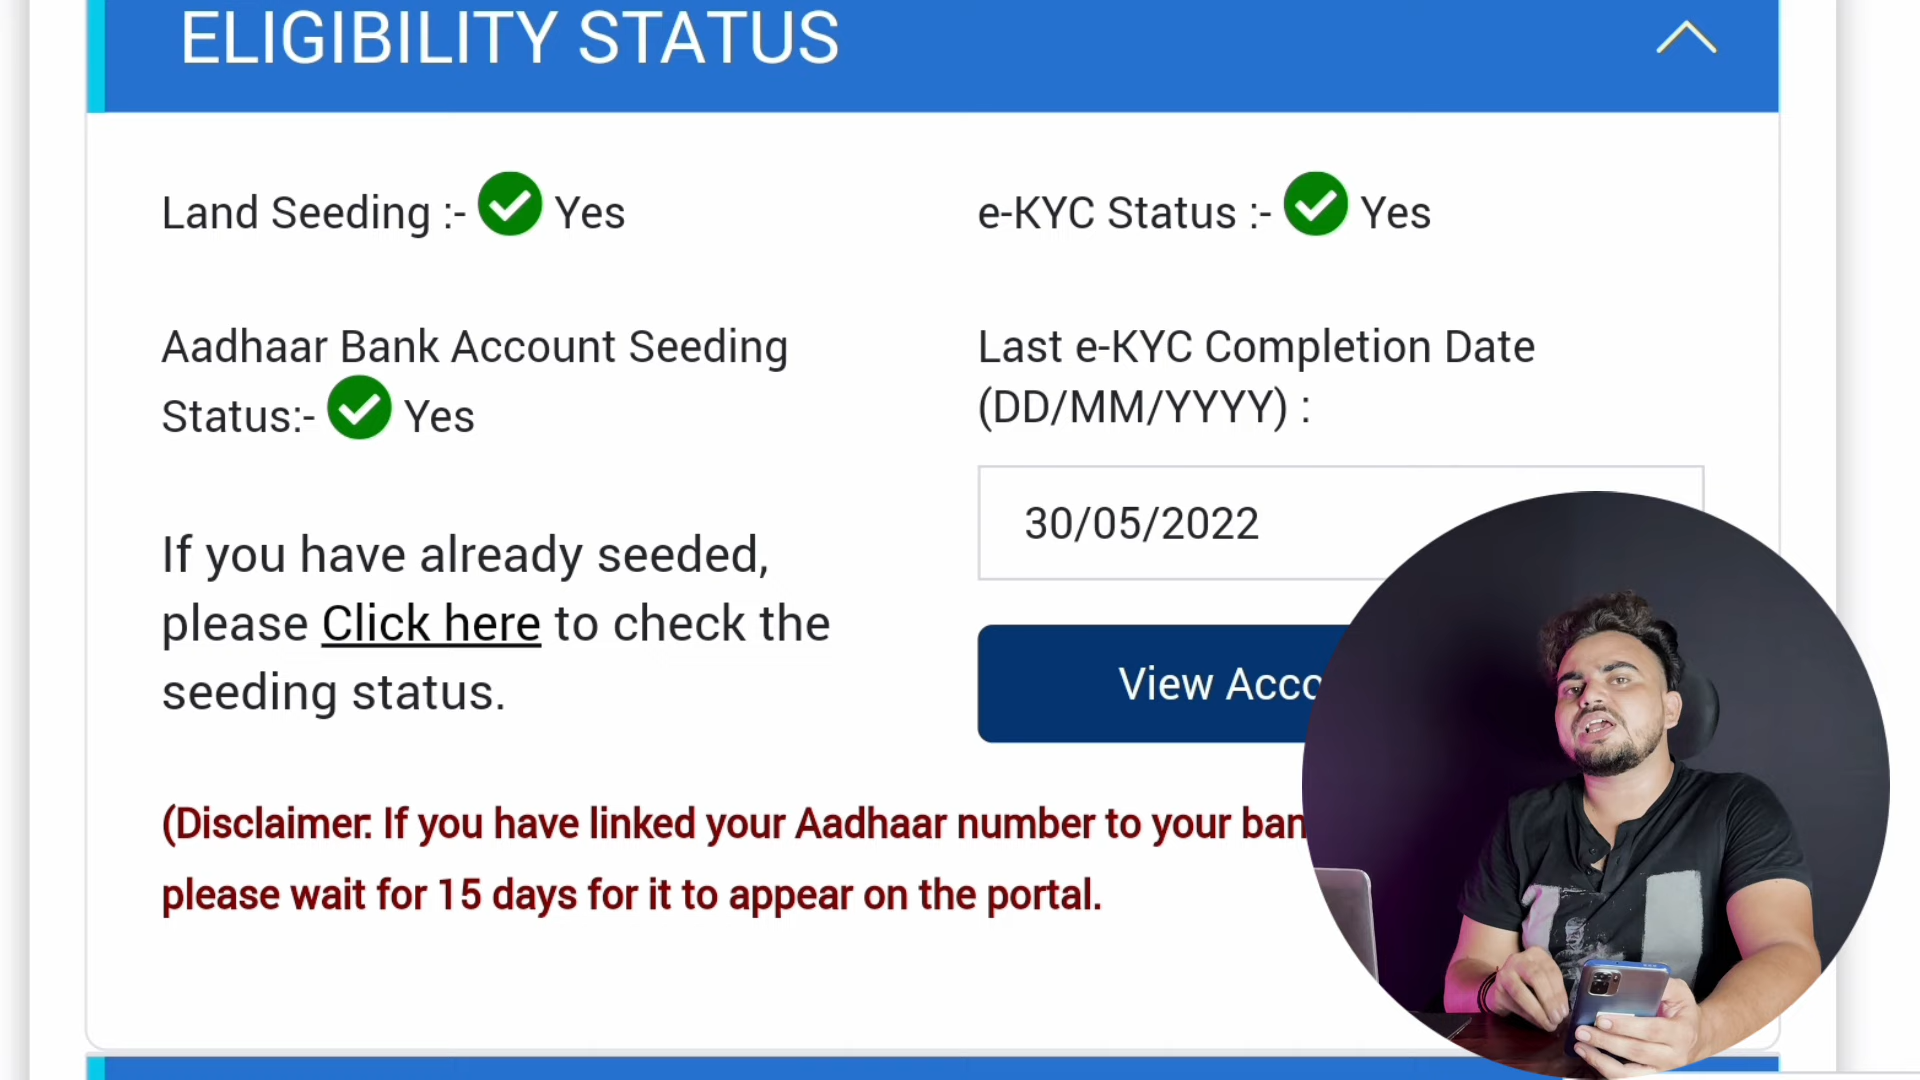 ELIGIBILITY STATUS
Land Seeding :- Yes
e-KYC Status :- Yes
Aadhaar Bank Account Seeding
Status:- Yes
Last e-KYC Completion Date
(DD/MM/YYYY) :
30/05/2022
If you have already seeded,
please Click here to check the
seeding status.
View
(Disclaimer: If you have linked your Aadhaar number to your
please wait for 15 days for it to appear on the portal.